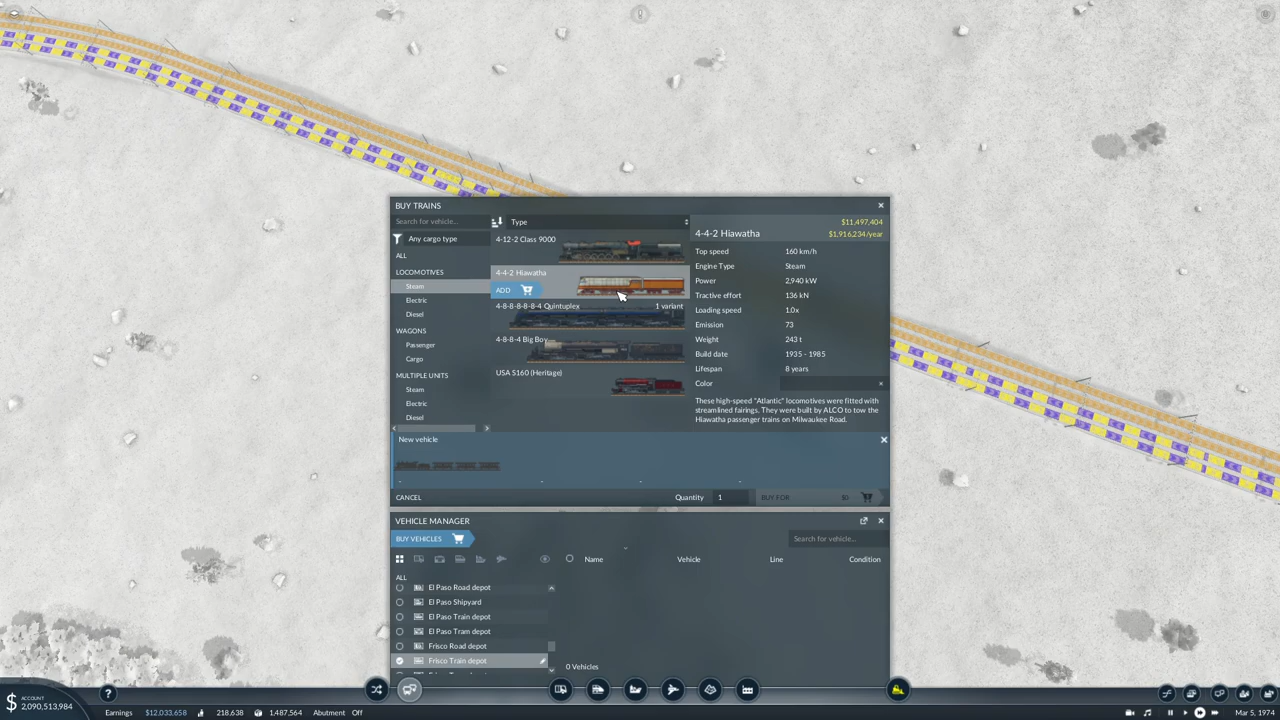 BUY TRAINS
Search for vehicle...
Type
Any cargo type
ALL
LOCOMOTIVES
Steam
Electric
Diesel
WAGONS
Passenger
Cargo
MULTIPLE UNITS
Steam
Electric
Diesel
4-12-2 Class 9000
4-4-2 Hiawatha
ADD
4-8-8-8-8-8-4 Quintuplex
1 variant
4-8-8-4 Big Boy
USA S160 (Heritage)
$11,497,404
4-4-2 Hiawatha
$1,916,234/year
Top speed 160 km/h
Engine Type Steam
Power 2,940 kW
Tractive effort 136 kN
Loading speed 1.0x
Emission 73
Weight 243 t
Build date 1935 - 1985
Lifespan 8 years
Color
These high-speed "Atlantic" locomotives were fitted with
streamlined fairings. They were built by ALCO to tow the
Hiawatha passenger trains on Milwaukee Road.
New vehicle
- - - -
CANCEL
Quantity 1
BUY FOR $0
VEHICLE MANAGER
BUY VEHICLES
Search for vehicle...
Name Vehicle Line Condition
ALL
El Paso Road depot
El Paso Shipyard
El Paso Train depot
El Paso Tram depot
Frisco Road depot
Frisco Train depot
0 Vehicles
$ ACCOUNT
2,090,513,984
?
Earnings $12,033,658 218,638 1,487,564 Abutment Off
Mar 5, 1974